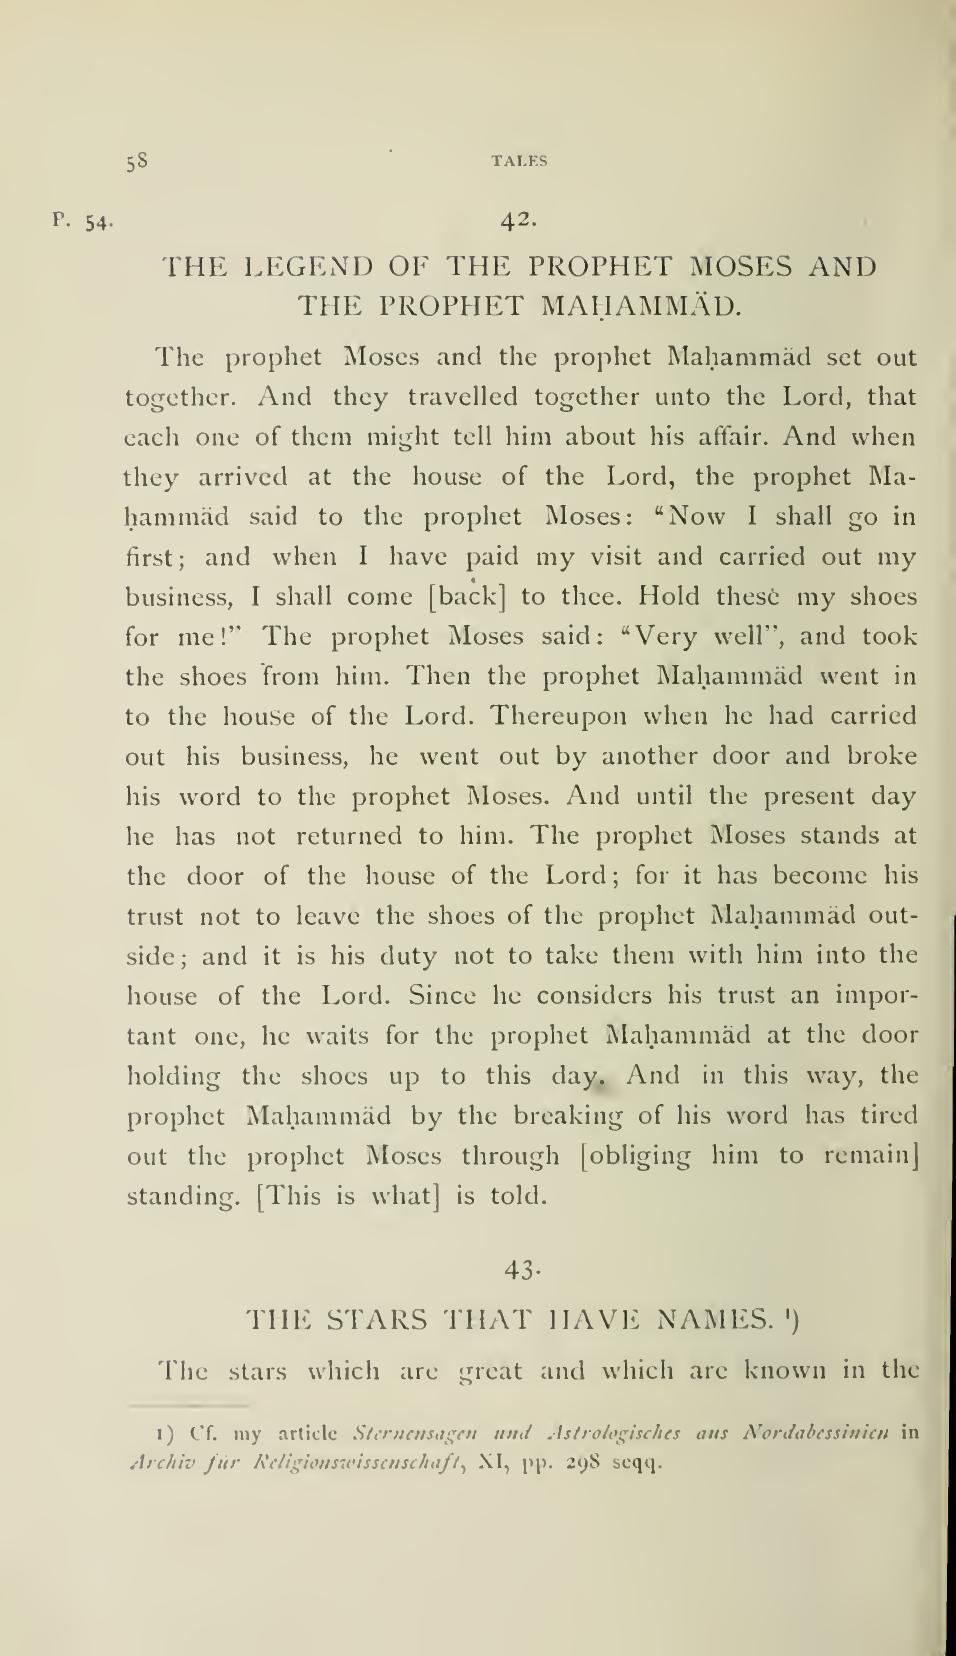 58 TALES
P. 54. 42.
THE LEGEND OF THE PROPHET MOSES AND
THE PROPHET MAḤAMMÄD.
The prophet Moses and the prophet Maḥammäd set out
together. And they travelled together unto the Lord, that
each one of them might tell him about his affair. And when
they arrived at the house of the Lord, the prophet Ma-
ḥammäd said to the prophet Moses: “Now I shall go in
first; and when I have paid my visit and carried out my
business, I shall come [back] to thee. Hold these my shoes
for me!” The prophet Moses said: “Very well”, and took
the shoes from him. Then the prophet Maḥammäd went in
to the house of the Lord. Thereupon when he had carried
out his business, he went out by another door and broke
his word to the prophet Moses. And until the present day
he has not returned to him. The prophet Moses stands at
the door of the house of the Lord; for it has become his
trust not to leave the shoes of the prophet Maḥammäd out-
side; and it is his duty not to take them with him into the
house of the Lord. Since he considers his trust an impor-
tant one, he waits for the prophet Maḥammäd at the door
holding the shoes up to this day. And in this way, the
prophet Maḥammäd by the breaking of his word has tired
out the prophet Moses through [obliging him to remain]
standing. [This is what] is told.
43.
THE STARS THAT HAVE NAMES. ¹)
The stars which are great and which are known in the
1) Cf. my article Sternensagen und Astrologisches aus Nordabessinien in
Archiv für Religionswissenschaft, XI, pp. 298 seqq.